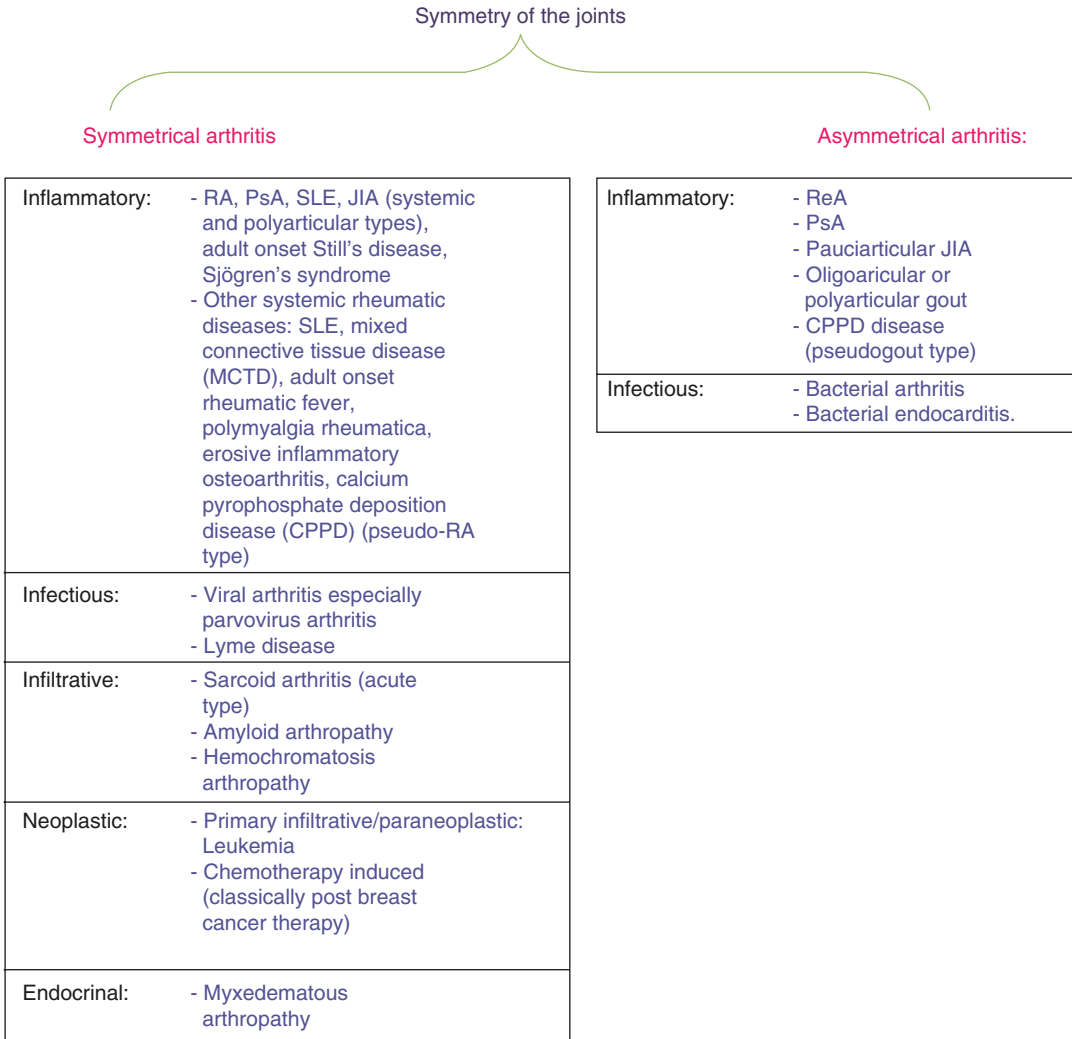 Symmetry of the joints
Symmetrical arthritis
Inflammatory:
- RA, PsA, SLE, JIA (systemic
and polyarticular types),
adult onset Still's disease,
Sjögren's syndrome
- Other systemic rheumatic
diseases: SLE, mixed
connective tissue disease
(MCTD), adult onset
rheumatic fever,
polymyalgia rheumatica,
erosive inflammatory
osteoarthritis, calcium
pyrophosphate deposition
disease (CPPD) (pseudo-RA
type)
Infectious:
- Viral arthritis especially
parvovirus arthritis
- Lyme disease
Infiltrative:
- Sarcoid arthritis (acute
type)
- Amyloid arthropathy
- Hemochromatosis
arthropathy
Neoplastic:
- Primary infiltrative/paraneoplastic:
Leukemia
- Chemotherapy induced
(classically post breast
cancer therapy)
Endocrinal:
- Myxedematous
arthropathy
Asymmetrical arthritis:
Inflammatory:
- ReA
- PsA
- Pauciarticular JIA
- Oligoaricular or
polyarticular gout
- CPPD disease
(pseudogout type)
Infectious:
- Bacterial arthritis
- Bacterial endocarditis.